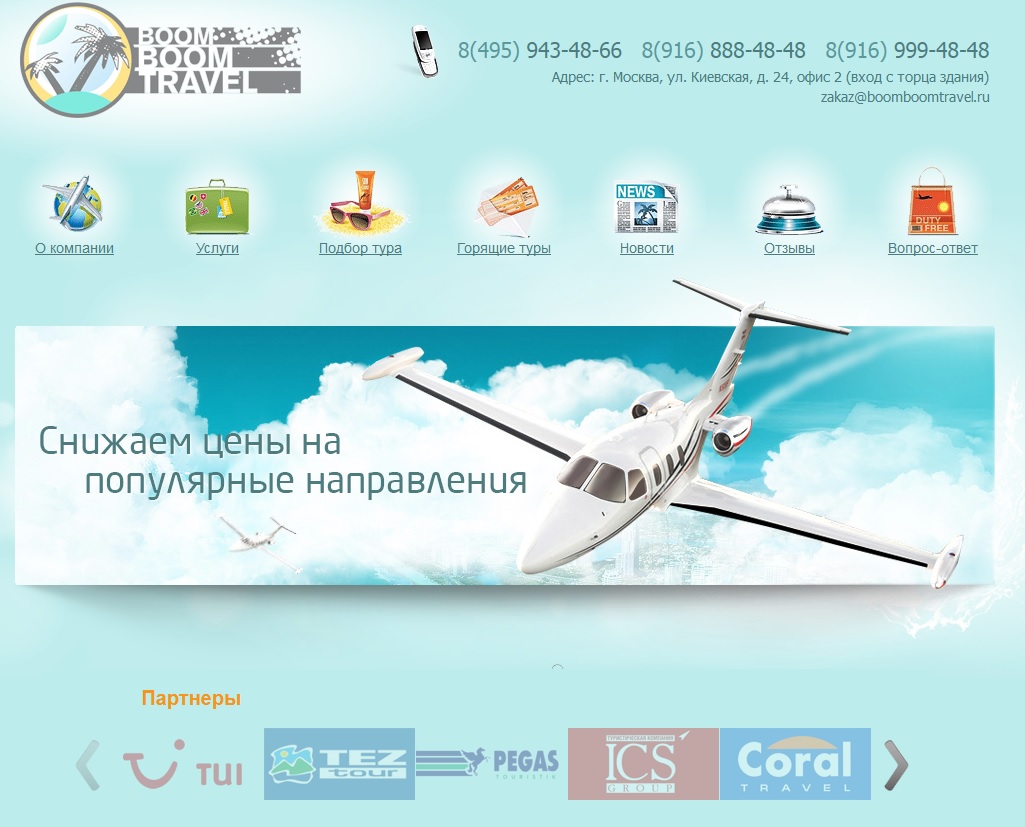 BOOM
BOOM
TRAVEL
8(495) 943-48-66 8(916) 888-48-48 8(916) 999-48-48
Адрес: г. Москва, ул. Киевская, д. 24, офис 2 (вход с торца здания)
zakaz@boomboomtravel.ru
NEWS
DUTY
FREE
О компании Услуги Подбор тура Горящие туры Новости Отзывы Вопрос-ответ
Снижаем цены на
популярные направления
Партнеры
TUI
TEZ
tour
PEGAS
TOURISTIK
ТУРИСТИЧЕСКАЯ КОМПАНИЯ
ICS
GROUP
Coral
TRAVEL